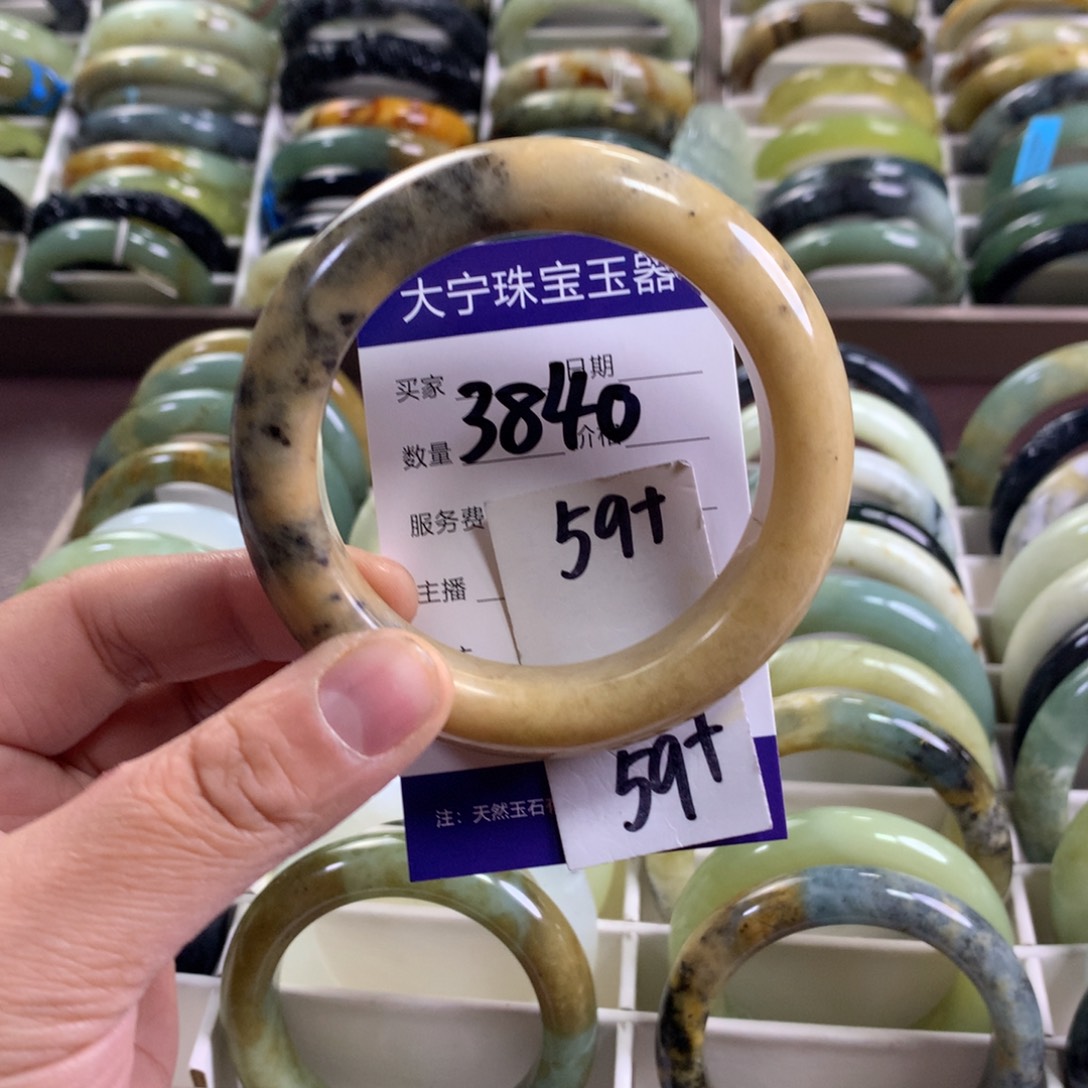 大宁珠宝玉器
买家 日期
3840
数量 价格
服务费
59+
主播
59+
注：天然玉石